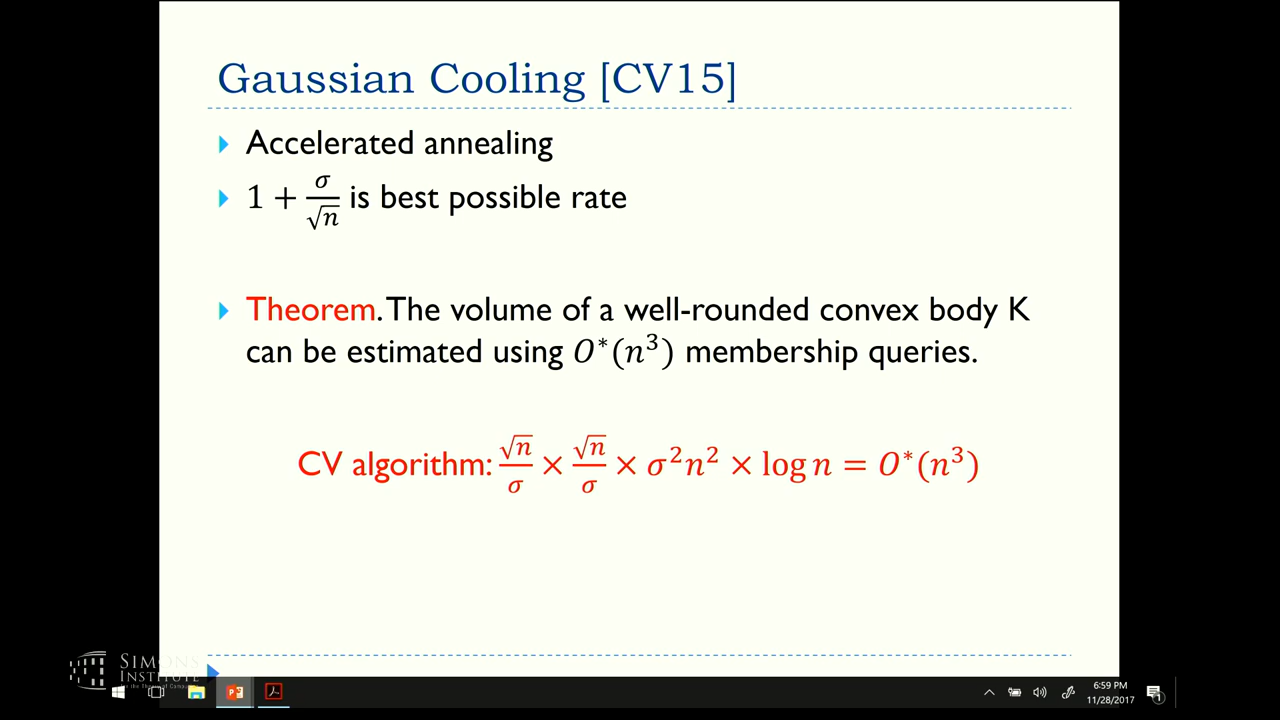 Gaussian Cooling [CV15]
Accelerated annealing
1 + σ/√n is best possible rate
Theorem. The volume of a well-rounded convex body K
can be estimated using O*(n³) membership queries.
CV algorithm: √n/σ × √n/σ × σ²n² × log n = O*(n³)
SIMONS
INSTITUTE
6:59 PM
11/28/2017
1